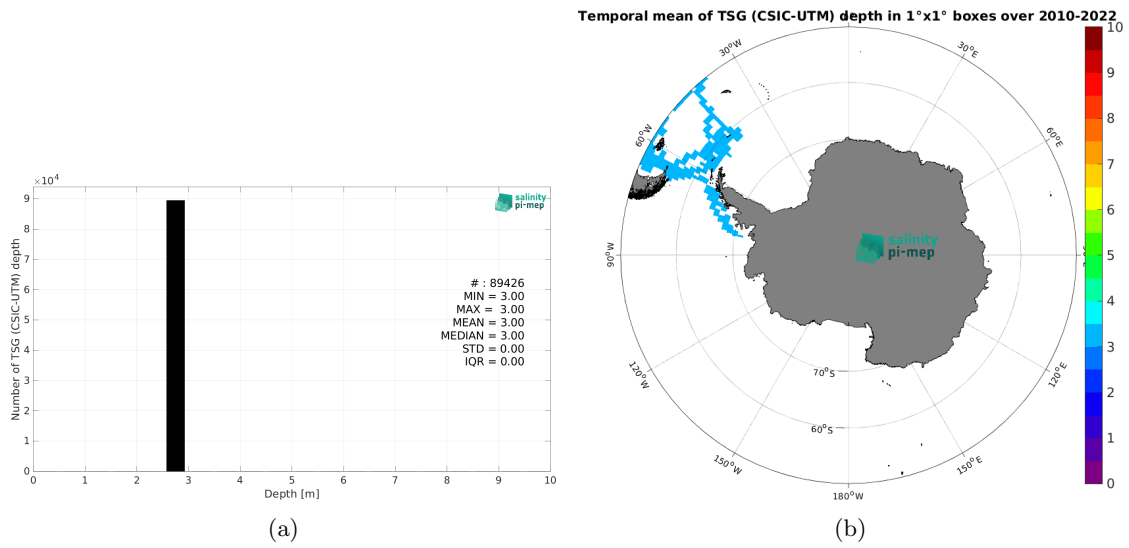 Temporal mean of TSG (CSIC-UTM) depth in 1°x1° boxes over 2010-2022
×10⁴
9
8
7
6
5
4
3
2
1
0
Number of TSG (CSIC-UTM) depth
salinity
pi-mep
# : 89426
MIN = 3.00
MAX = 3.00
MEAN = 3.00
MEDIAN = 3.00
STD = 0.00
IQR = 0.00
0 1 2 3 4 5 6 7 8 9 10
Depth [m]
(a)
30°W
30°E
60°W
60°E
90°W
salinity
pi-mep
120°W
70°S
120°E
60°S
150°W
150°E
180°W
10
9
8
7
6
5
4
3
2
1
0
(b)